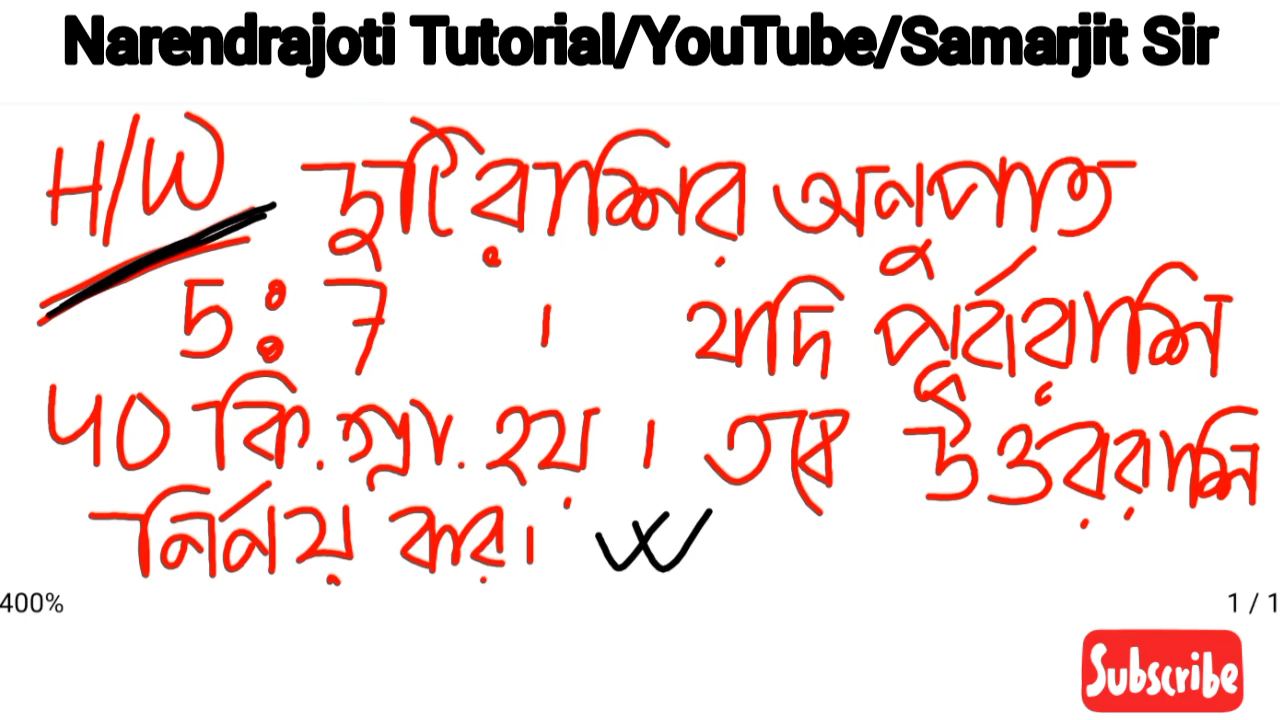 Narendrajoti Tutorial/YouTube/Samarjit Sir
H/W দুটি রাশির অনুপাত
5:7 । যদি পূর্বরাশি
40 কি.গ্রা. হয় । তবে উত্তররাশি
নির্নয় কর।
400% 1 / 1
Subscribe